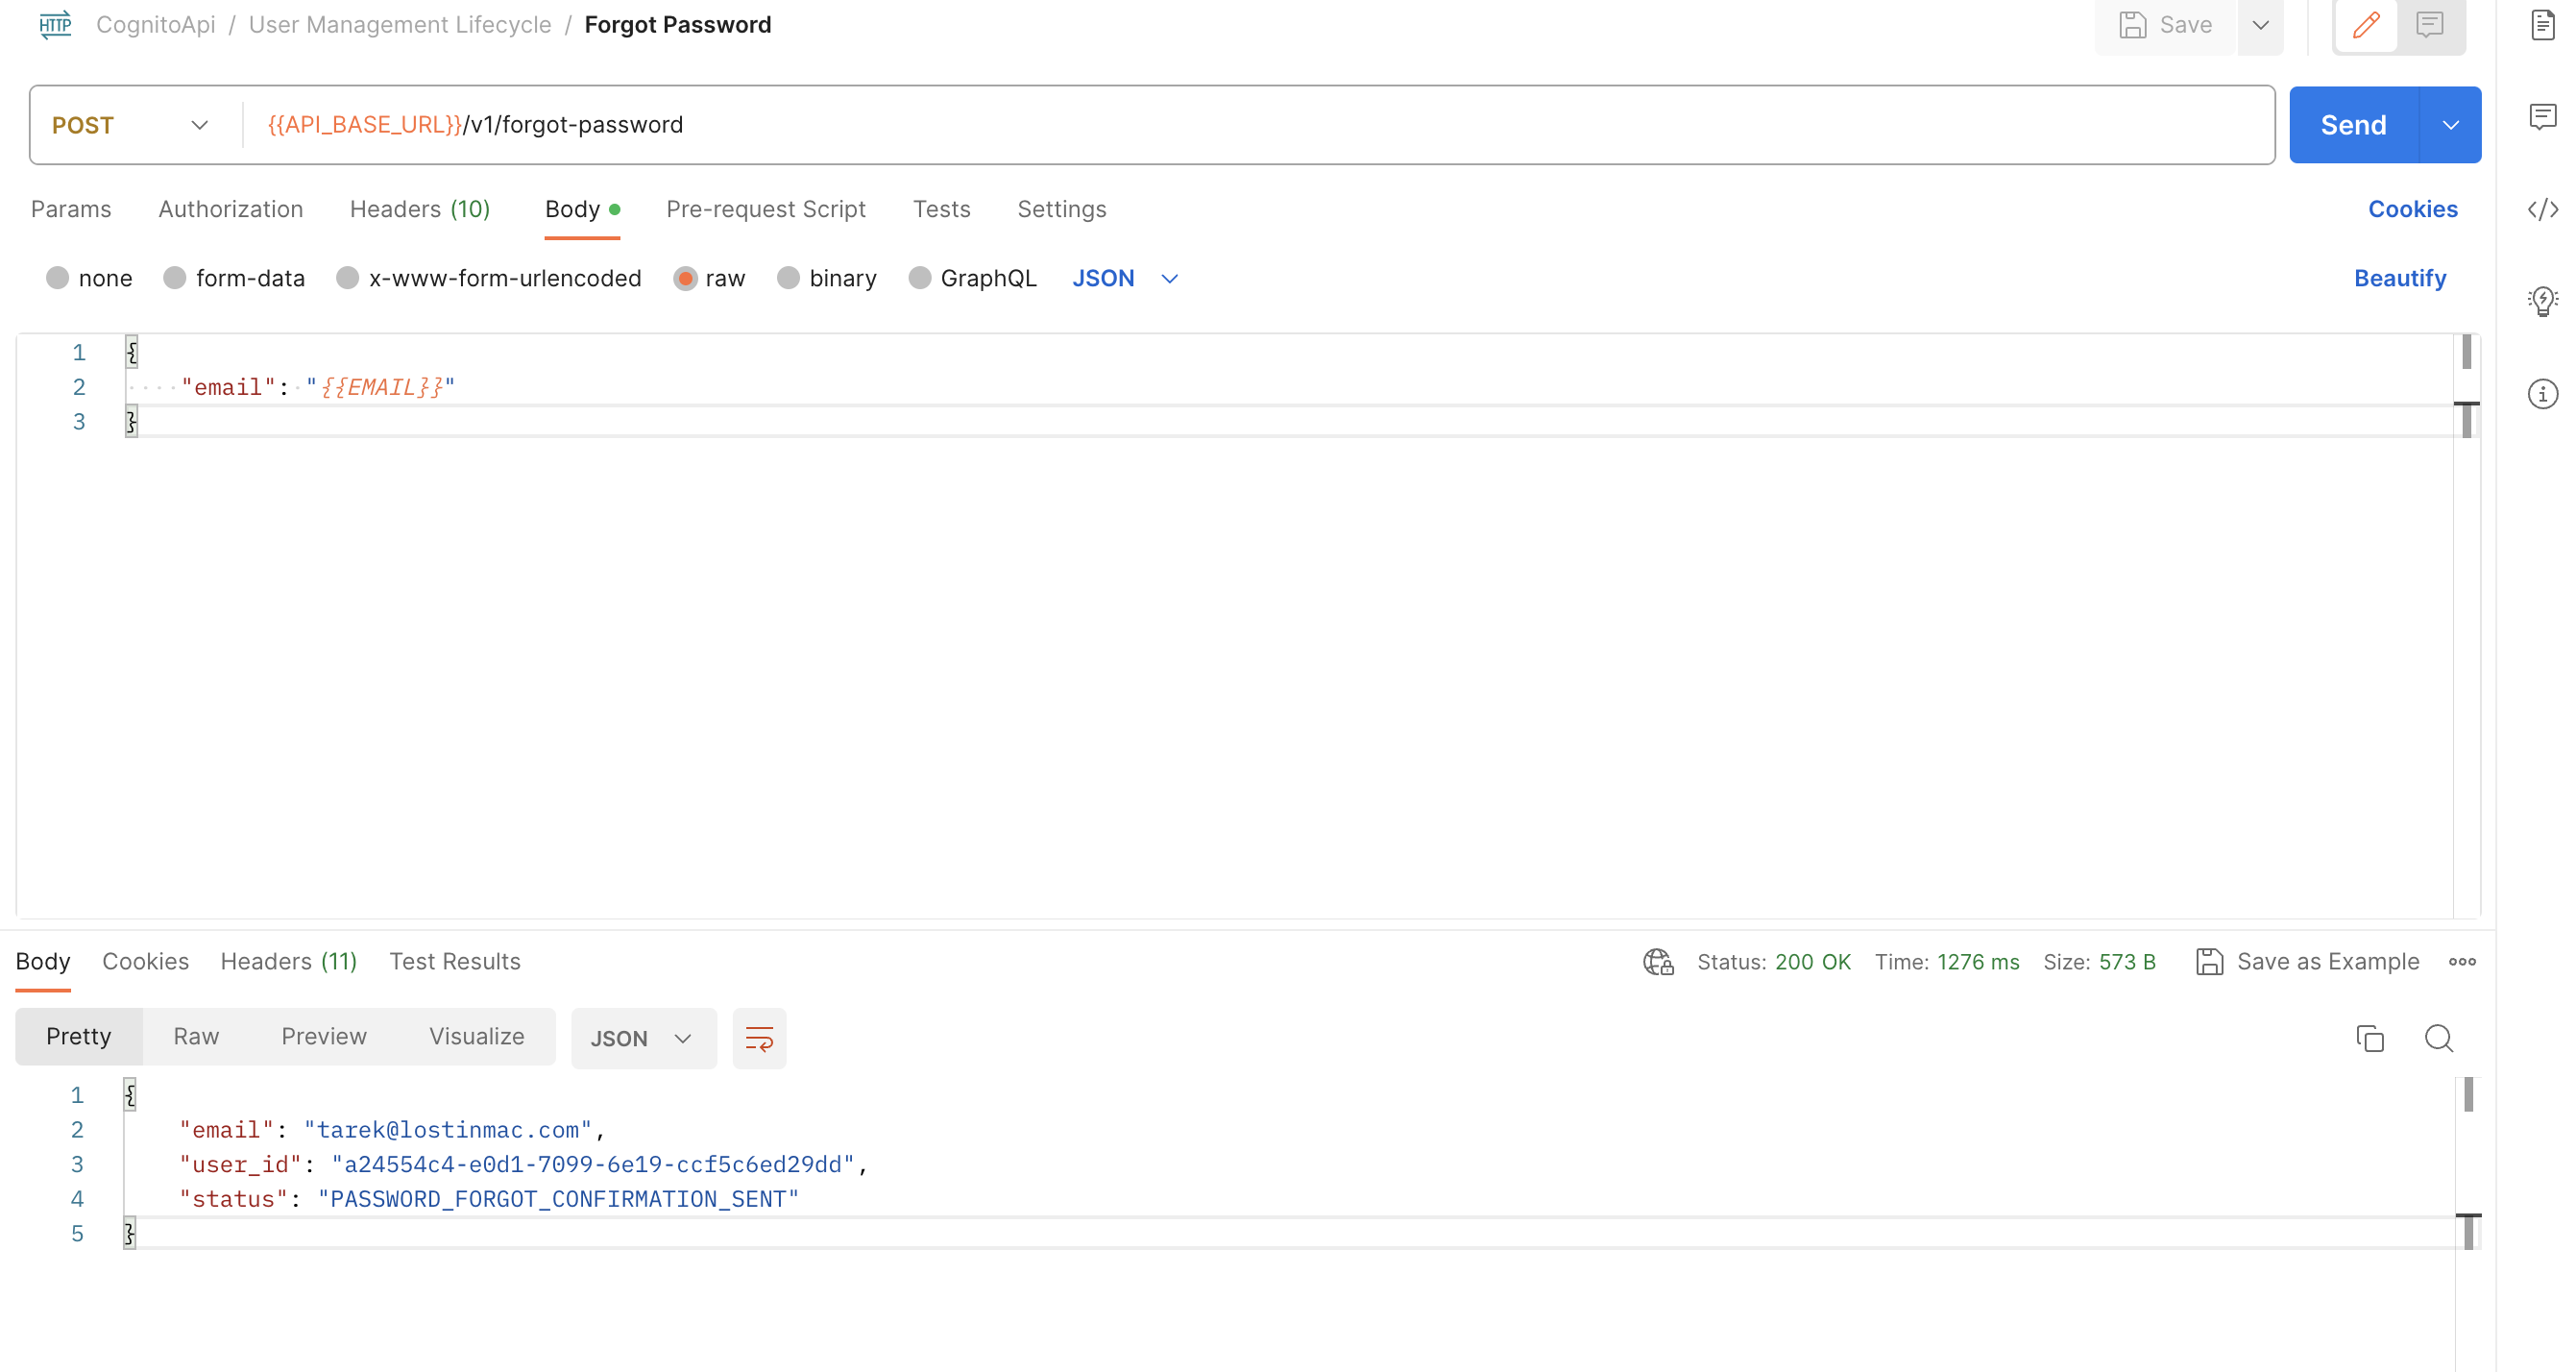 HTTP CognitoApi / User Management Lifecycle / Forgot Password Save
POST {{API_BASE_URL}}/v1/forgot-password Send
Params Authorization Headers (10) Body Pre-request Script Tests Settings Cookies
none form-data x-www-form-urlencoded raw binary GraphQL JSON Beautify
1 {
2 ···· "email":· "{{EMAIL}}"
3 }
Body Cookies Headers (11) Test Results Status: 200 OK Time: 1276 ms Size: 573 B Save as Example
Pretty Raw Preview Visualize JSON
1 {
2 "email": "tarek@lostinmac.com",
3 "user_id": "a24554c4-e0d1-7099-6e19-ccf5c6ed29dd",
4 "status": "PASSWORD_FORGOT_CONFIRMATION_SENT"
5 }